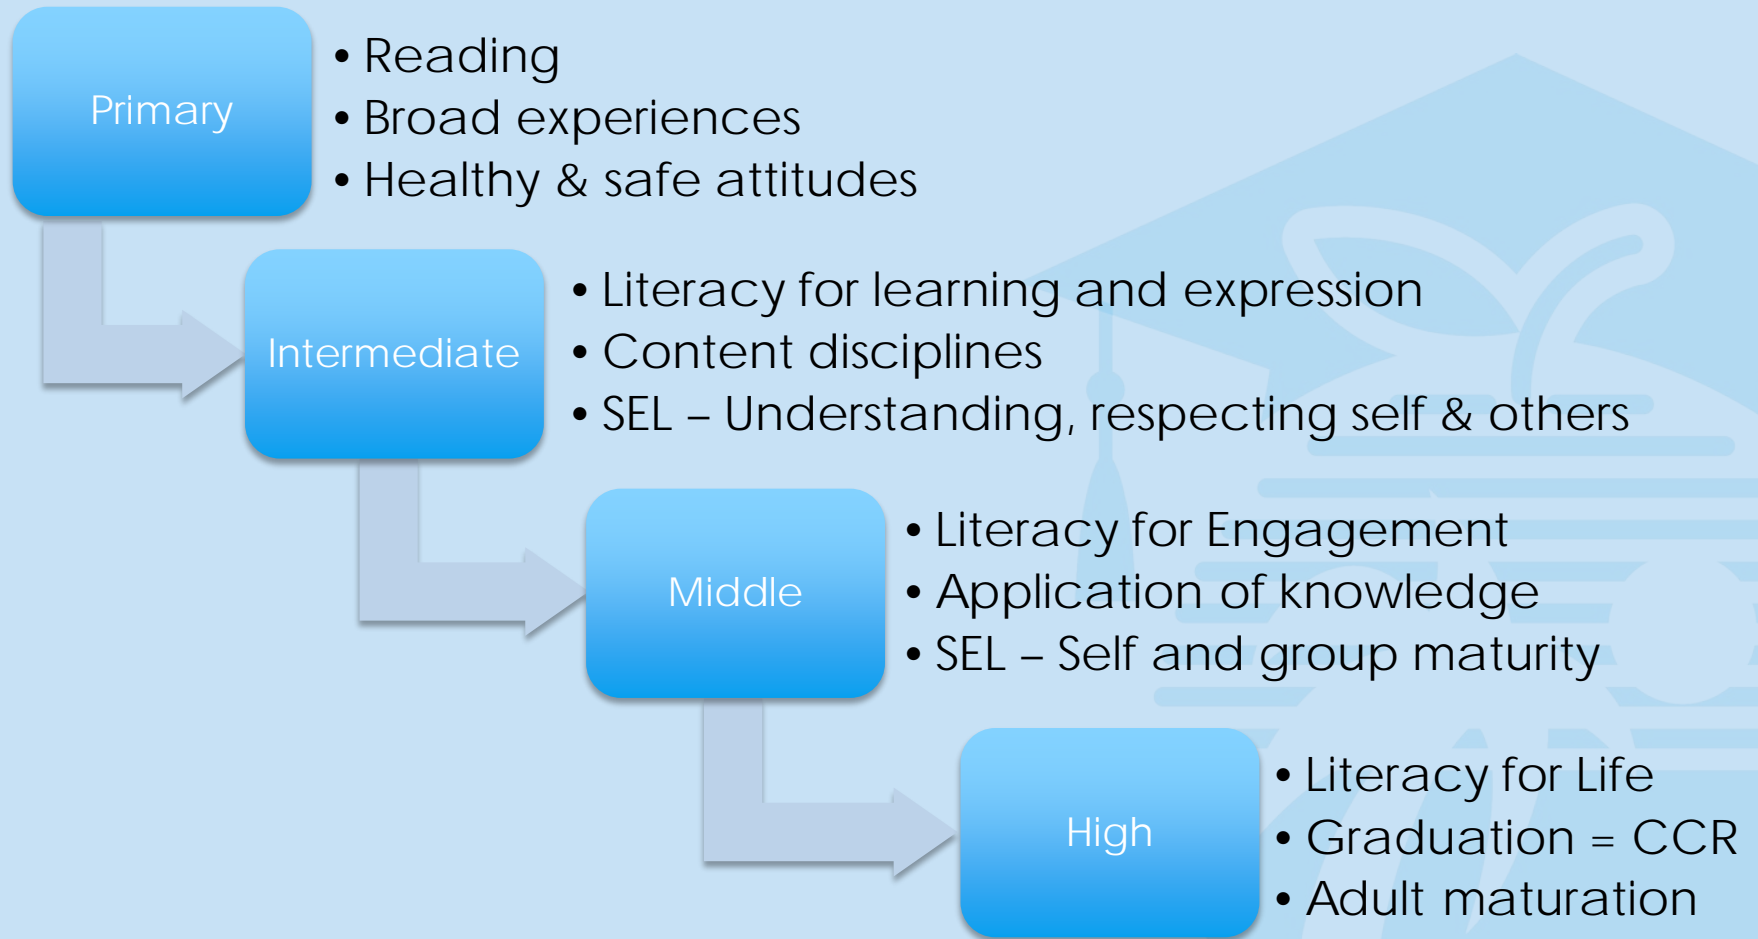 Primary
• Reading
• Broad experiences
• Healthy & safe attitudes
Intermediate
• Literacy for learning and expression
• Content disciplines
• SEL – Understanding, respecting self & others
Middle
• Literacy for Engagement
• Application of knowledge
• SEL – Self and group maturity
High
• Literacy for Life
• Graduation = CCR
• Adult maturation